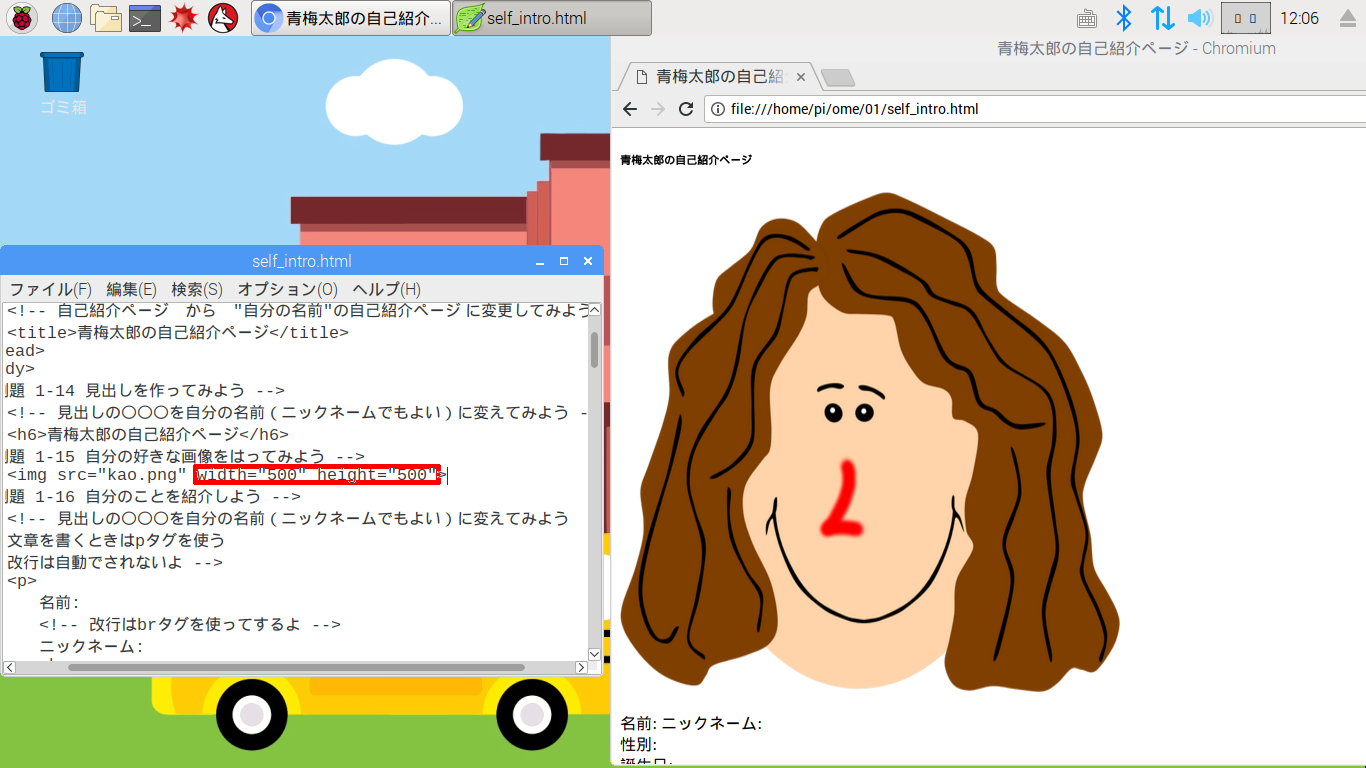 青梅太郎の自己紹介...
self_intro.html
12:06
ゴミ箱
青梅太郎の自己紹介ページ - Chromium
青梅太郎の自己紹
file:///home/pi/ome/01/self_intro.html
青梅太郎の自己紹介ページ
名前: ニックネーム:
性別:
誕生日:
self_intro.html
ファイル(F) 編集(E) 検索(S) オプション(O) ヘルプ(H)
<!-- 自己紹介ページ　から　"自分の名前"の自己紹介ページに変更してみよう
<title>青梅太郎の自己紹介ページ</title>
ead>
dy>
題 1-14 見出しを作ってみよう -->
<!-- 見出しの〇〇〇を自分の名前(ニックネームでもよい)に変えてみよう -
<h6>青梅太郎の自己紹介ページ</h6>
題 1-15 自分の好きな画像をはってみよう -->
<img src="kao.png" width="500" height="500">
題 1-16 自分のことを紹介しよう -->
<!-- 見出しの〇〇〇を自分の名前(ニックネームでもよい)に変えてみよう
文章を書くときはpタグを使う
改行は自動でされないよ -->
<p>
名前:
<!-- 改行はbrタグを使ってするよ -->
ニックネーム: